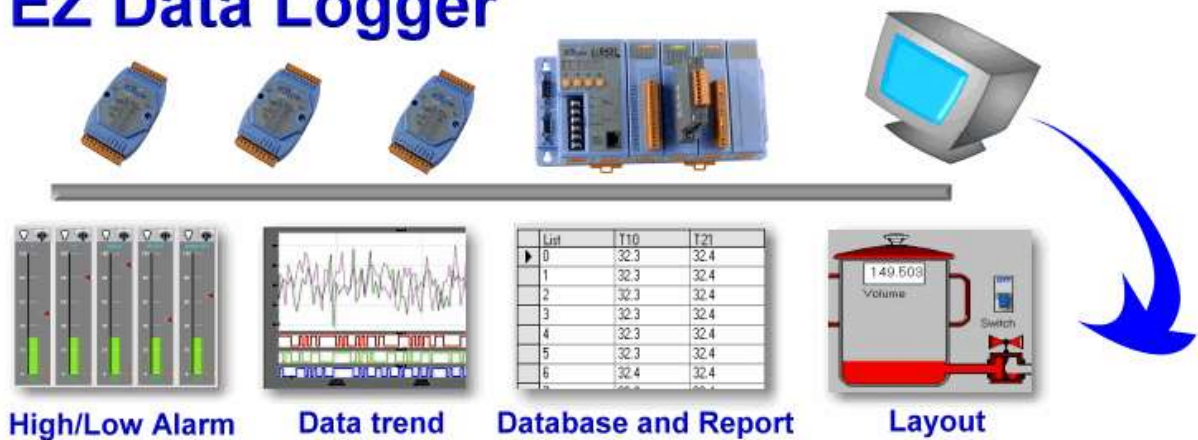 EZ Data Logger
List T10 T21
0 32.3 32.4
1 32.3 32.4
2 32.3 32.4
3 32.3 32.4
4 32.3 32.4
5 32.3 32.4
6 32.4 32.4
149.503
Volume
OFF
Switch
High/Low Alarm
Data trend
Database and Report
Layout